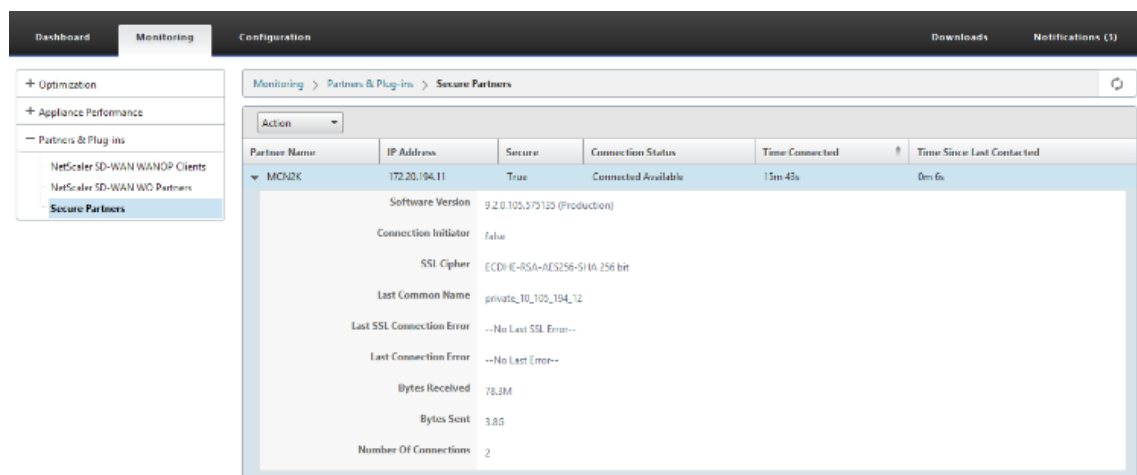 Dashboard Monitoring Configuration Downloads Notifications (3)
+ Optimization
Monitoring > Partners & Plug-ins > Secure Partners
+ Appliance Performance
Action
− Partners & Plug-ins
Partner Name IP Address Secure Connection Status Time Connected Time Since Last Contacted
NetScaler SD-WAN WANOP Clients
MCN2K 172.20.194.11 True Connected Available 15m 43s 0m 6s
NetScaler SD-WAN WO Partners
Secure Partners
Software Version 9.2.0.105.575135 (Production)
Connection Initiator false
SSL Cipher ECDHE-RSA-AES256-SHA 256 bit
Last Common Name private_10_105_194_12
Last SSL Connection Error --No Last SSL Error--
Last Connection Error --No Last Error--
Bytes Received 78.3M
Bytes Sent 3.8G
Number Of Connections 2